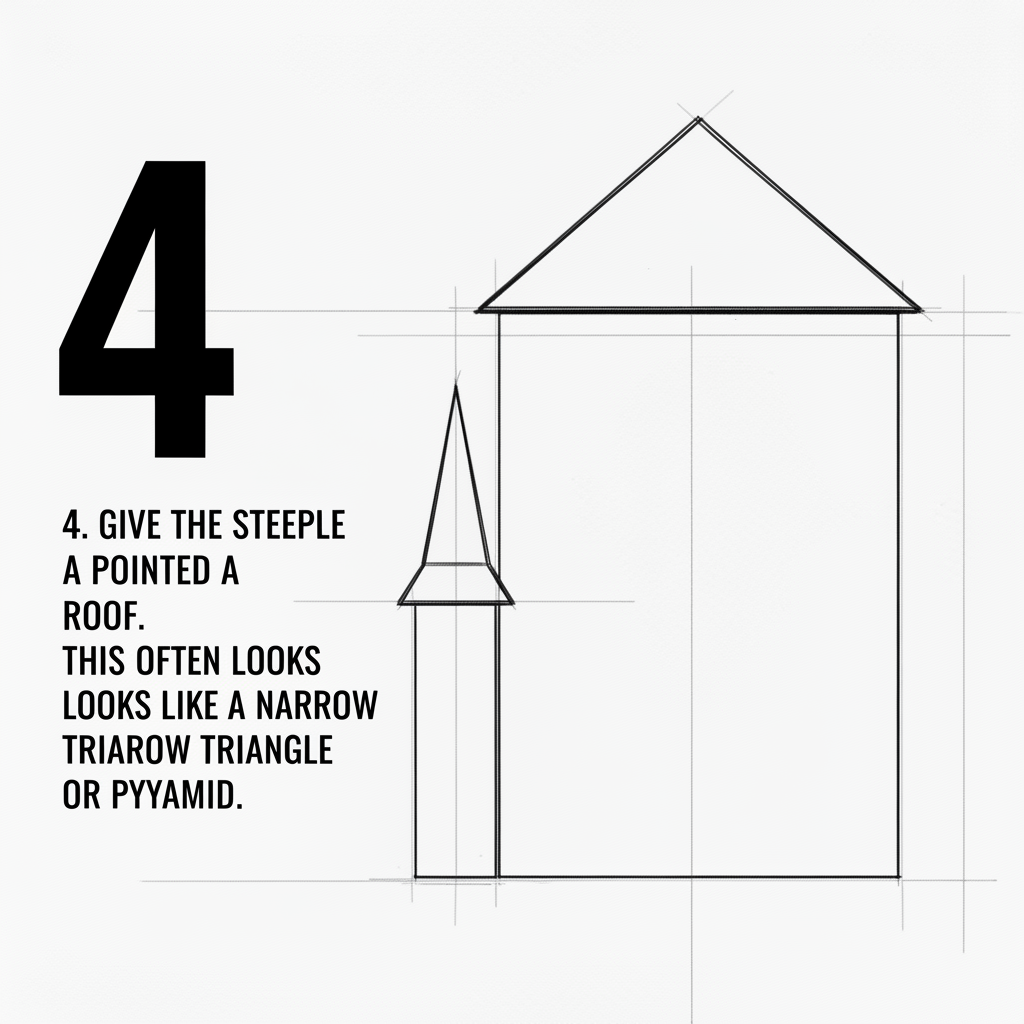 4
4. GIVE THE STEEPLE
A POINTED A
ROOF.
THIS OFTEN LOOKS
LOOKS LIKE A NARROW
TRIAROW TRIANGLE
OR PYYAMID.